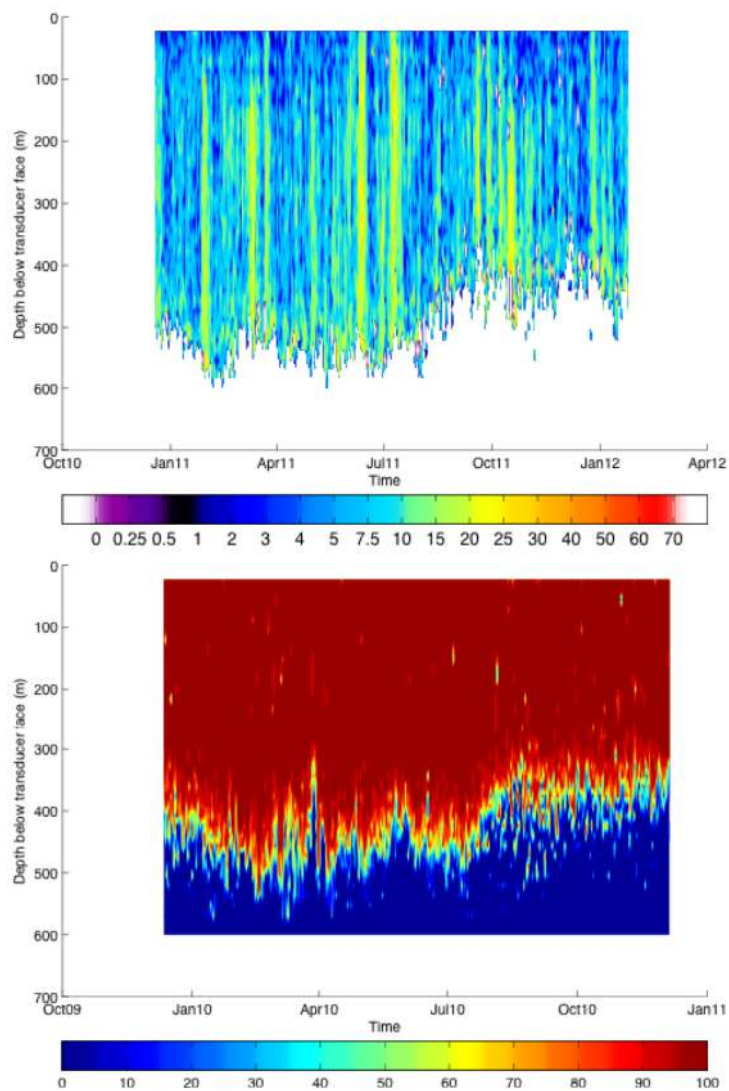 0
100
200
300
400
500
600
700
Depth below transducer face (m)
Oct10 Jan11 Apr11 Jul11 Oct11 Jan12 Apr12
Time
0 0.25 0.5 1 2 3 4 5 7.5 10 15 20 25 30 40 50 60 70
0
100
200
300
400
500
600
700
Depth below transducer face (m)
Oct09 Jan10 Apr10 Jul10 Oct10 Jan11
Time
0 10 20 30 40 50 60 70 80 90 100